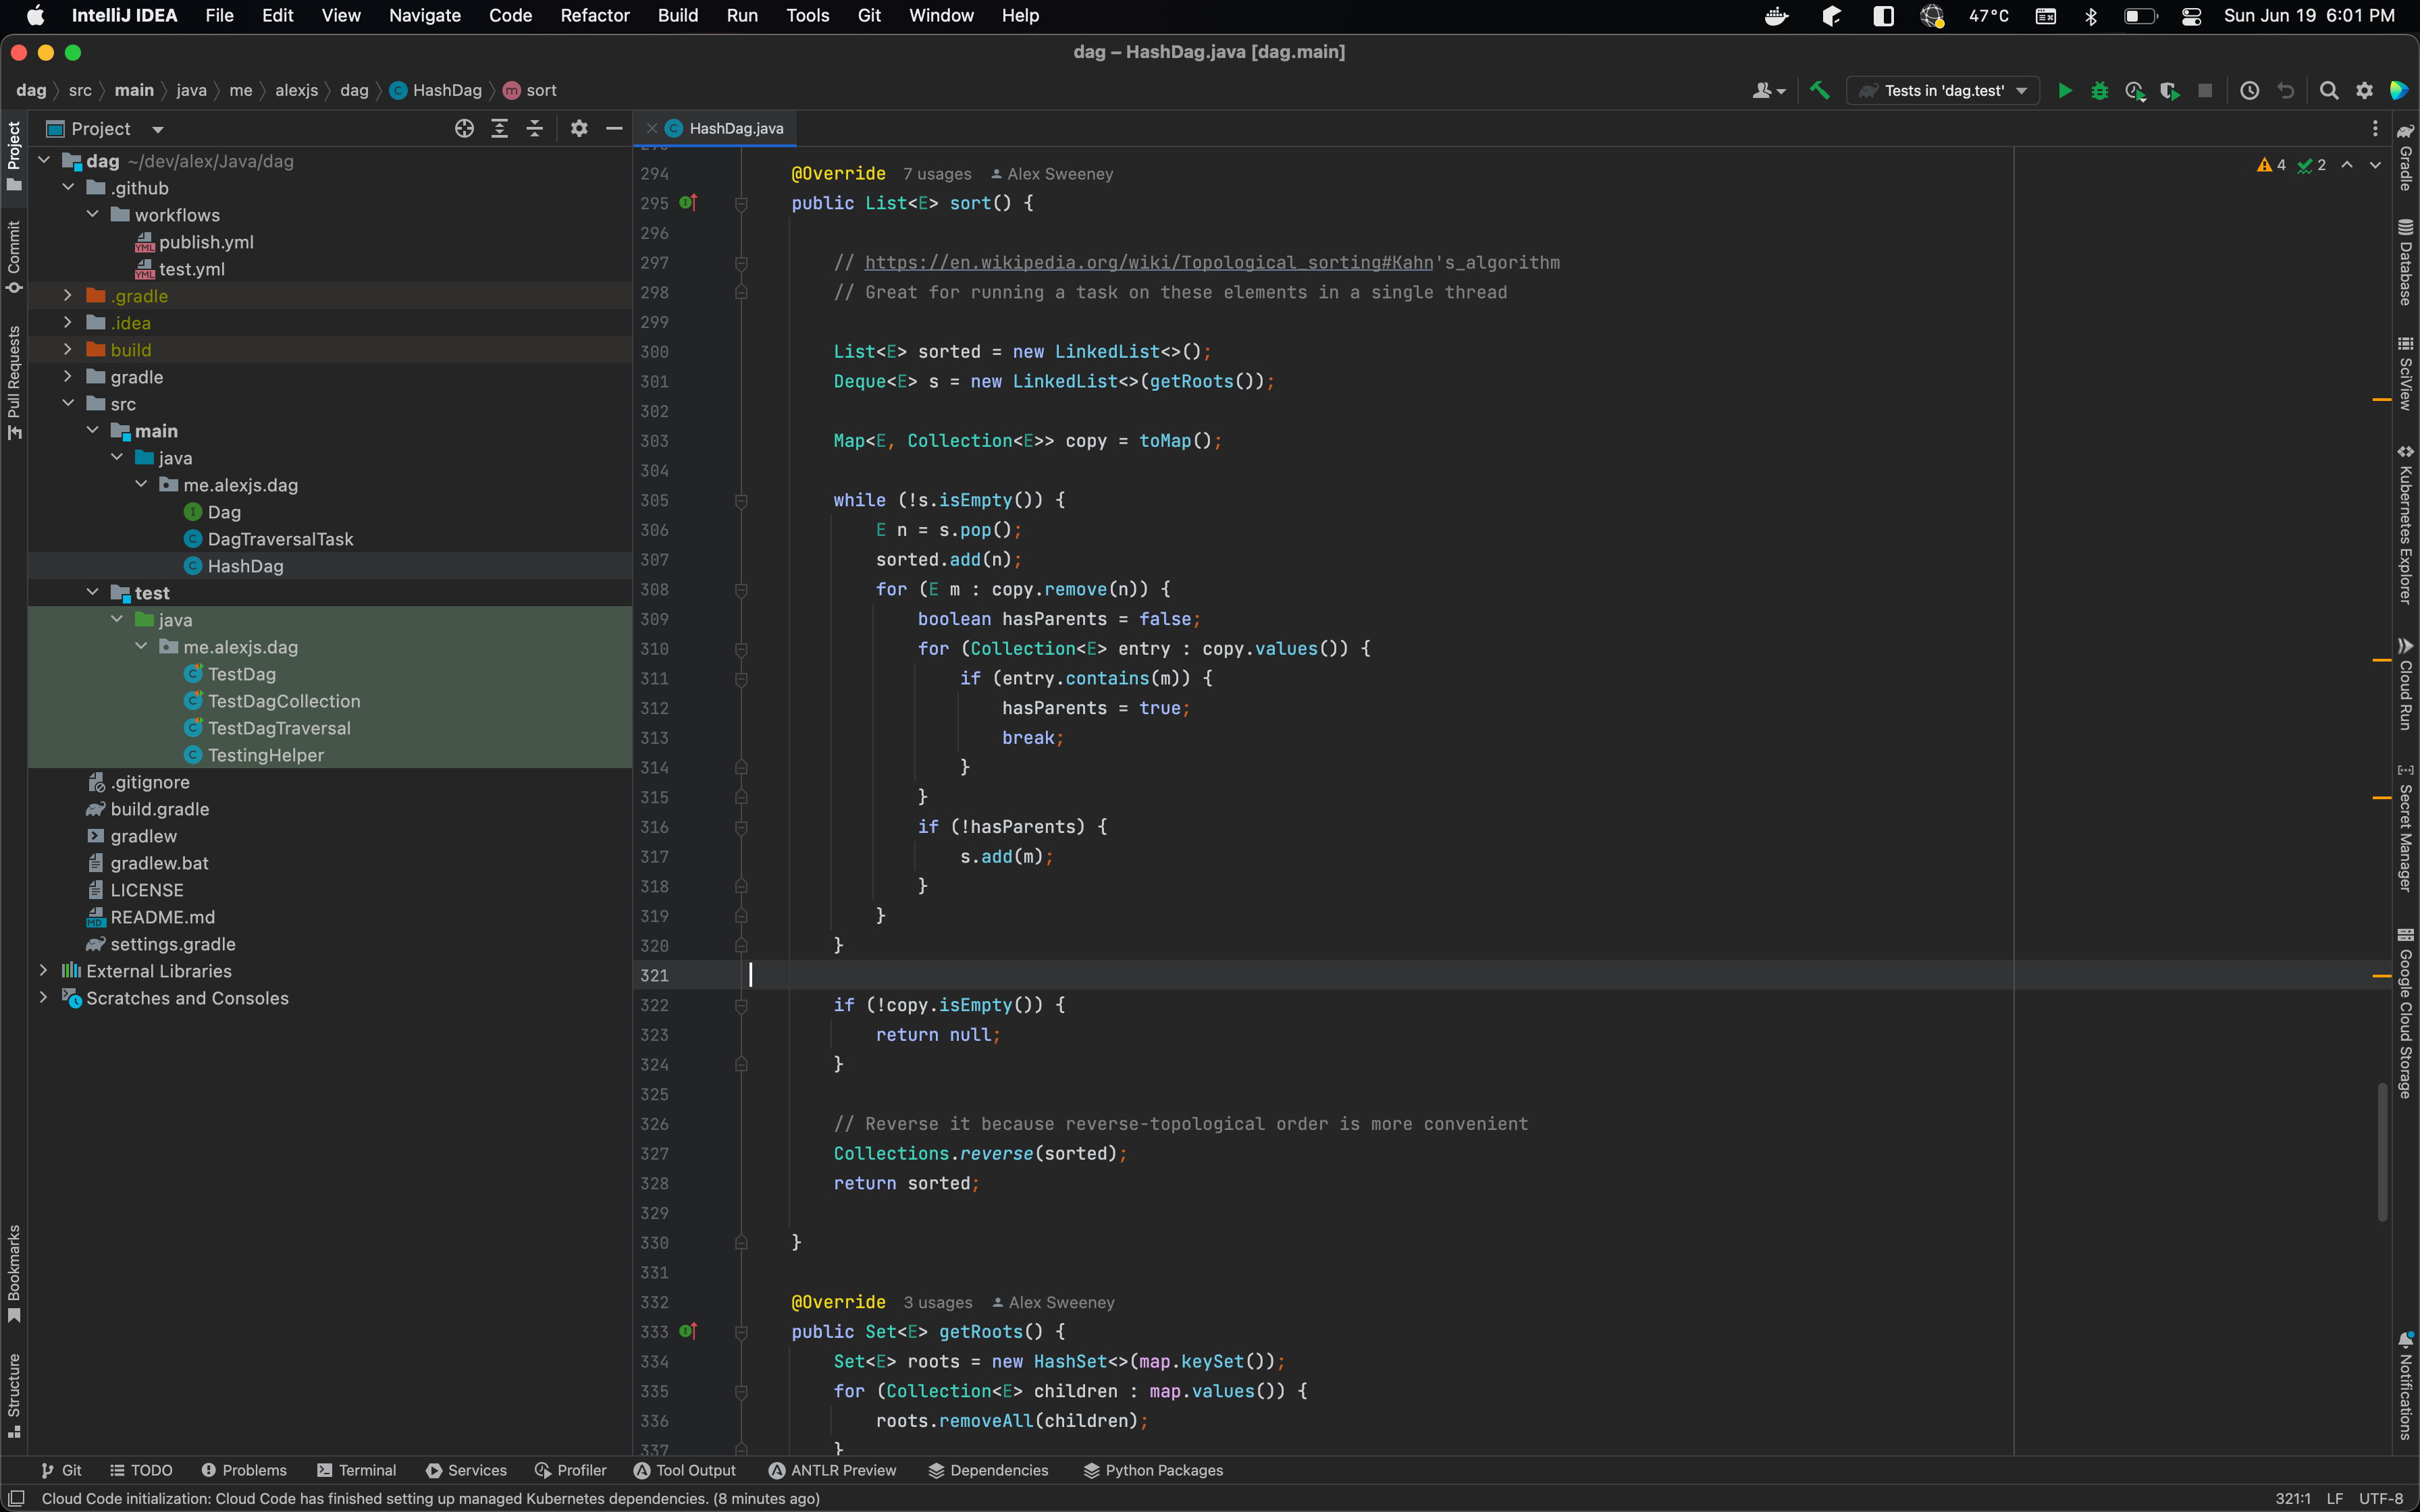 IntelliJ IDEA File Edit View Navigate Code Refactor Build Run Tools Git Window Help 47°C Sun Jun 19 6:01 PM
dag – HashDag.java [dag.main]
dag src main java me alexjs dag HashDag sort Tests in 'dag.test'
Project
HashDag.java
Project
Commit
Pull Requests
Bookmarks
Structure
dag ~/dev/alex/Java/dag
.github
workflows
publish.yml
test.yml
.gradle
.idea
build
gradle
src
main
java
me.alexjs.dag
Dag
DagTraversalTask
HashDag
test
java
me.alexjs.dag
TestDag
TestDagCollection
TestDagTraversal
TestingHelper
.gitignore
build.gradle
gradlew
gradlew.bat
LICENSE
README.md
settings.gradle
External Libraries
Scratches and Consoles
4 2
294 @Override 7 usages Alex Sweeney
295 public List<E> sort() {
296
297 // https://en.wikipedia.org/wiki/Topological_sorting#Kahn's_algorithm
298 // Great for running a task on these elements in a single thread
299
300 List<E> sorted = new LinkedList<>();
301 Deque<E> s = new LinkedList<>(getRoots());
302
303 Map<E, Collection<E>> copy = toMap();
304
305 while (!s.isEmpty()) {
306 E n = s.pop();
307 sorted.add(n);
308 for (E m : copy.remove(n)) {
309 boolean hasParents = false;
310 for (Collection<E> entry : copy.values()) {
311 if (entry.contains(m)) {
312 hasParents = true;
313 break;
314 }
315 }
316 if (!hasParents) {
317 s.add(m);
318 }
319 }
320 }
321
322 if (!copy.isEmpty()) {
323 return null;
324 }
325
326 // Reverse it because reverse-topological order is more convenient
327 Collections.reverse(sorted);
328 return sorted;
329
330 }
331
332 @Override 3 usages Alex Sweeney
333 public Set<E> getRoots() {
334 Set<E> roots = new HashSet<>(map.keySet());
335 for (Collection<E> children : map.values()) {
336 roots.removeAll(children);
337 }
Gradle
Database
SciView
Kubernetes Explorer
Cloud Run
Secret Manager
Google Cloud Storage
Notifications
Git TODO Problems Terminal Services Profiler Tool Output ANTLR Preview Dependencies Python Packages
Cloud Code initialization: Cloud Code has finished setting up managed Kubernetes dependencies. (8 minutes ago) 321:1 LF UTF-8